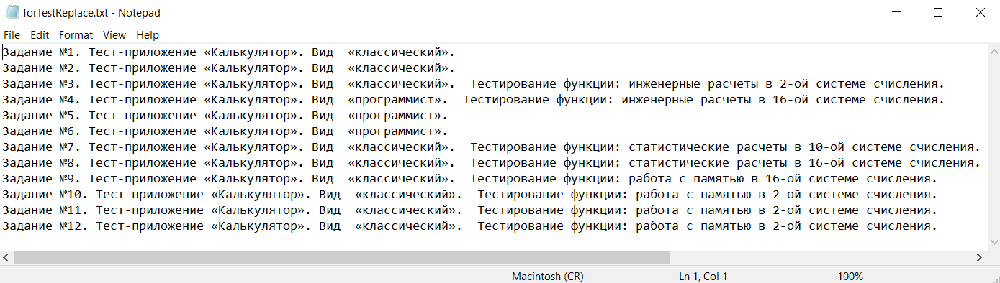 forTestReplace.txt - Notepad
File Edit Format View Help
Задание №1. Тест-приложение «Калькулятор». Вид  «классический».
Задание №2. Тест-приложение «Калькулятор». Вид  «классический».
Задание №3. Тест-приложение «Калькулятор». Вид  «классический».  Тестирование функции: инженерные расчеты в 2-ой системе счисления.
Задание №4. Тест-приложение «Калькулятор». Вид  «программист».  Тестирование функции: инженерные расчеты в 16-ой системе счисления.
Задание №5. Тест-приложение «Калькулятор». Вид  «программист».
Задание №6. Тест-приложение «Калькулятор». Вид  «программист».
Задание №7. Тест-приложение «Калькулятор». Вид  «классический».  Тестирование функции: статистические расчеты в 10-ой системе счисления.
Задание №8. Тест-приложение «Калькулятор». Вид  «классический».  Тестирование функции: статистические расчеты в 16-ой системе счисления.
Задание №9. Тест-приложение «Калькулятор». Вид  «классический».  Тестирование функции: работа с памятью в 16-ой системе счисления.
Задание №10. Тест-приложение «Калькулятор». Вид  «классический».  Тестирование функции: работа с памятью в 2-ой системе счисления.
Задание №11. Тест-приложение «Калькулятор». Вид  «классический».  Тестирование функции: работа с памятью в 2-ой системе счисления.
Задание №12. Тест-приложение «Калькулятор». Вид  «классический».  Тестирование функции: работа с памятью в 2-ой системе счисления.
Macintosh (CR) Ln 1, Col 1 100%